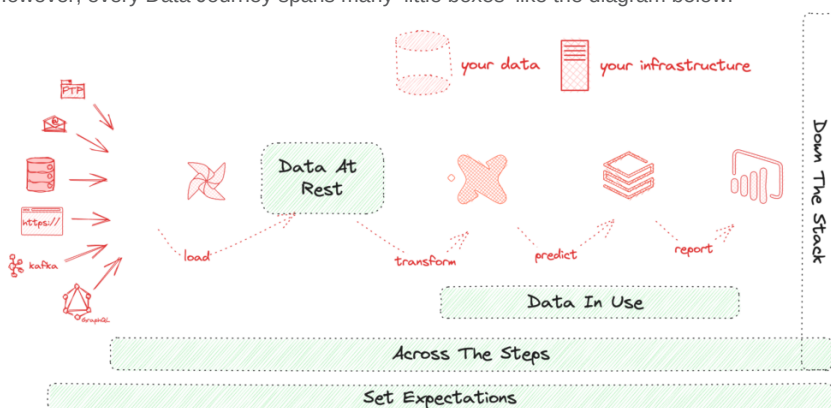 however, every Data Journey spans many 'little boxes' like the diagram below.
your data
your infrastructure
FTP
https://
kafka
GraphQL
load
Data At
Rest
transform
predict
report
Data In Use
Across The Steps
Set Expectations
Down The Stack